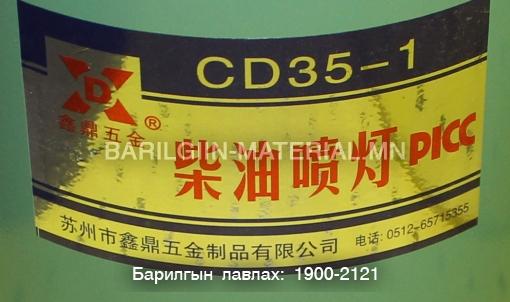 CD35-1
D
鑫鼎五金®
BARILGIIN-MATERIAL.MN
柴油喷灯 PICC
苏州市鑫鼎五金制品有限公司 电话: 0512-65715355
Барилгын лавлах: 1900-2121